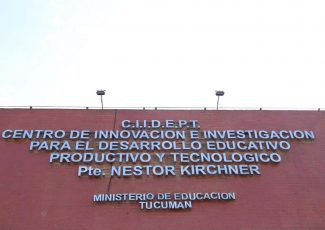 C.I.I.D.E.P.T.
CENTRO DE INNOVACION E INVESTIGACION
PARA EL DESARROLLO EDUCATIVO
PRODUCTIVO Y TECNOLOGICO
Pte. NESTOR KIRCHNER
MINISTERIO DE EDUCACION
TUCUMAN